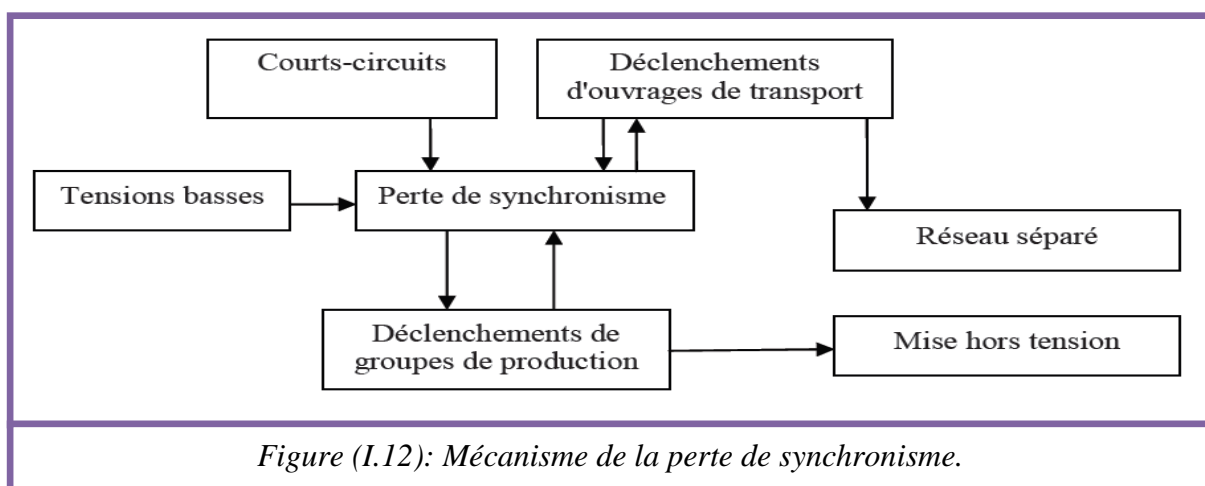 Courts-circuits
Déclenchements
d'ouvrages de transport
Tensions basses
Perte de synchronisme
Réseau séparé
Déclenchements de
groupes de production
Mise hors tension
Figure (I.12): Mécanisme de la perte de synchronisme.